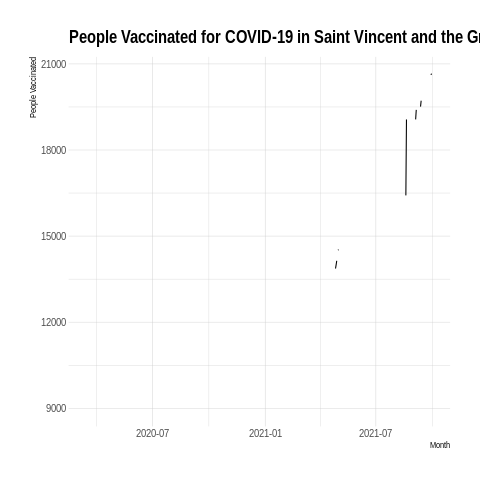 People Vaccinated for COVID-19 in Saint Vincent and the Gr
People Vaccinated
21000
18000
15000
12000
9000
2020-07 2021-01 2021-07
Month